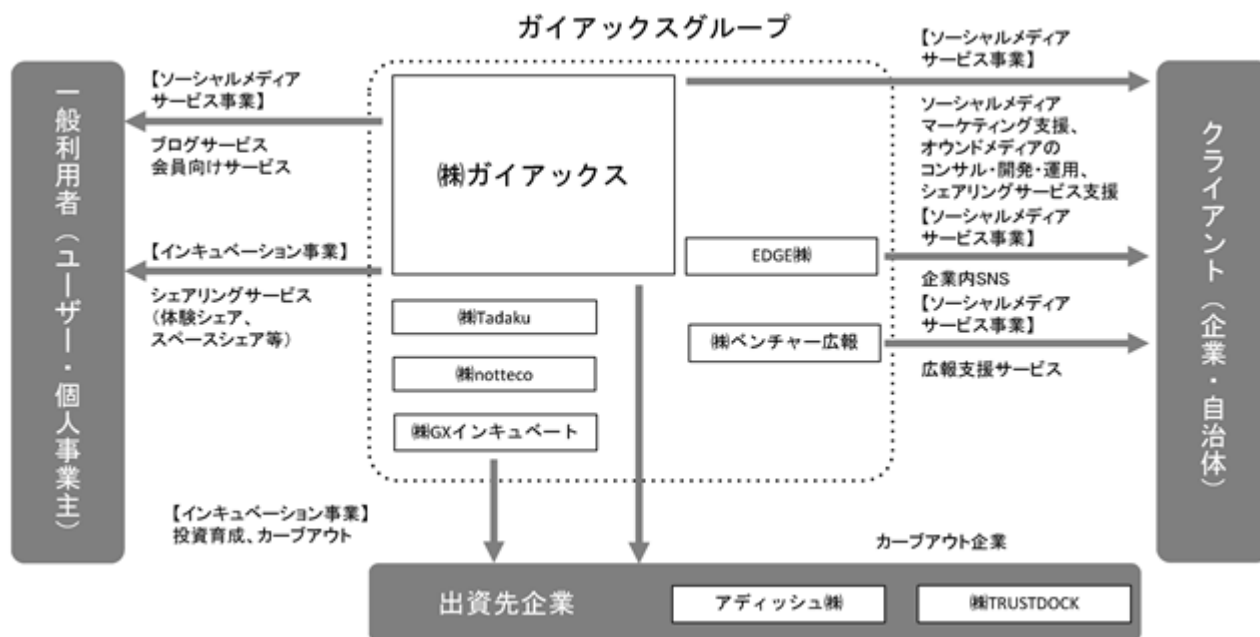 ガイアックスグループ
一般利用者（ユーザー・個人事業主）
【ソーシャルメディア
サービス事業】
ブログサービス
会員向けサービス
【インキュベーション事業】
シェアリングサービス
（体験シェア、
スペースシェア等）
㈱ガイアックス
EDGE㈱
㈱Tadaku
㈱ベンチャー広報
㈱notteco
㈱GXインキュベート
【ソーシャルメディア
サービス事業】
ソーシャルメディア
マーケティング支援、
オウンドメディアの
コンサル・開発・運用、
シェアリングサービス支援
【ソーシャルメディア
サービス事業】
企業内SNS
【ソーシャルメディア
サービス事業】
広報支援サービス
クライアント（企業・自治体）
【インキュベーション事業】
投資育成、カーブアウト
カーブアウト企業
出資先企業
アディッシュ㈱
㈱TRUSTDOCK